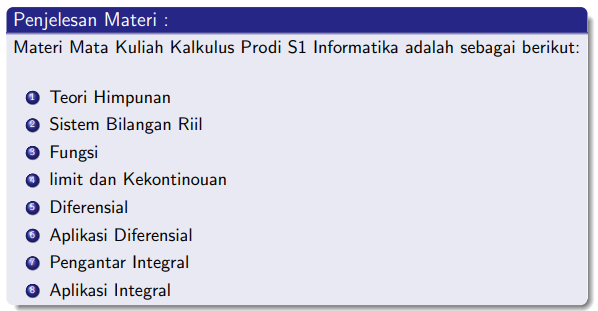 Penjelesan Materi :
Materi Mata Kuliah Kalkulus Prodi S1 Informatika adalah sebagai berikut:
1 Teori Himpunan
2 Sistem Bilangan Riil
3 Fungsi
4 limit dan Kekontinouan
5 Diferensial
6 Aplikasi Diferensial
7 Pengantar Integral
8 Aplikasi Integral